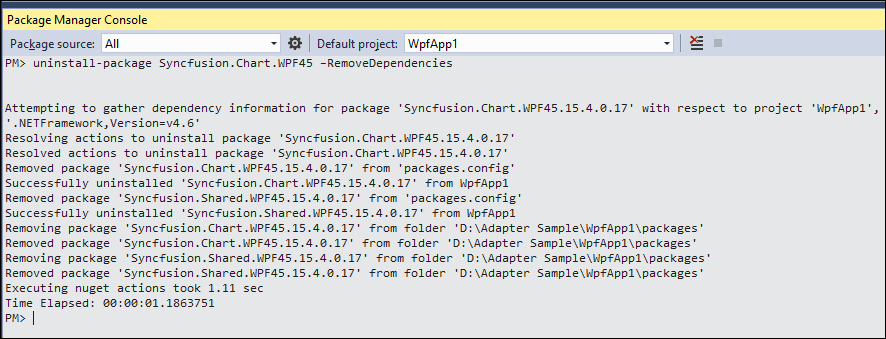 Package Manager Console
Package source: All Default project: WpfApp1
PM> uninstall-package Syncfusion.Chart.WPF45 –RemoveDependencies
Attempting to gather dependency information for package 'Syncfusion.Chart.WPF45.15.4.0.17' with respect to project 'WpfApp1',
'.NETFramework,Version=v4.6'
Resolving actions to uninstall package 'Syncfusion.Chart.WPF45.15.4.0.17'
Resolved actions to uninstall package 'Syncfusion.Chart.WPF45.15.4.0.17'
Removed package 'Syncfusion.Chart.WPF45.15.4.0.17' from 'packages.config'
Successfully uninstalled 'Syncfusion.Chart.WPF45.15.4.0.17' from WpfApp1
Removed package 'Syncfusion.Shared.WPF45.15.4.0.17' from 'packages.config'
Successfully uninstalled 'Syncfusion.Shared.WPF45.15.4.0.17' from WpfApp1
Removing package 'Syncfusion.Chart.WPF45.15.4.0.17' from folder 'D:\Adapter Sample\WpfApp1\packages'
Removed package 'Syncfusion.Chart.WPF45.15.4.0.17' from folder 'D:\Adapter Sample\WpfApp1\packages'
Removing package 'Syncfusion.Shared.WPF45.15.4.0.17' from folder 'D:\Adapter Sample\WpfApp1\packages'
Removed package 'Syncfusion.Shared.WPF45.15.4.0.17' from folder 'D:\Adapter Sample\WpfApp1\packages'
Executing nuget actions took 1.11 sec
Time Elapsed: 00:00:01.1863751
PM>